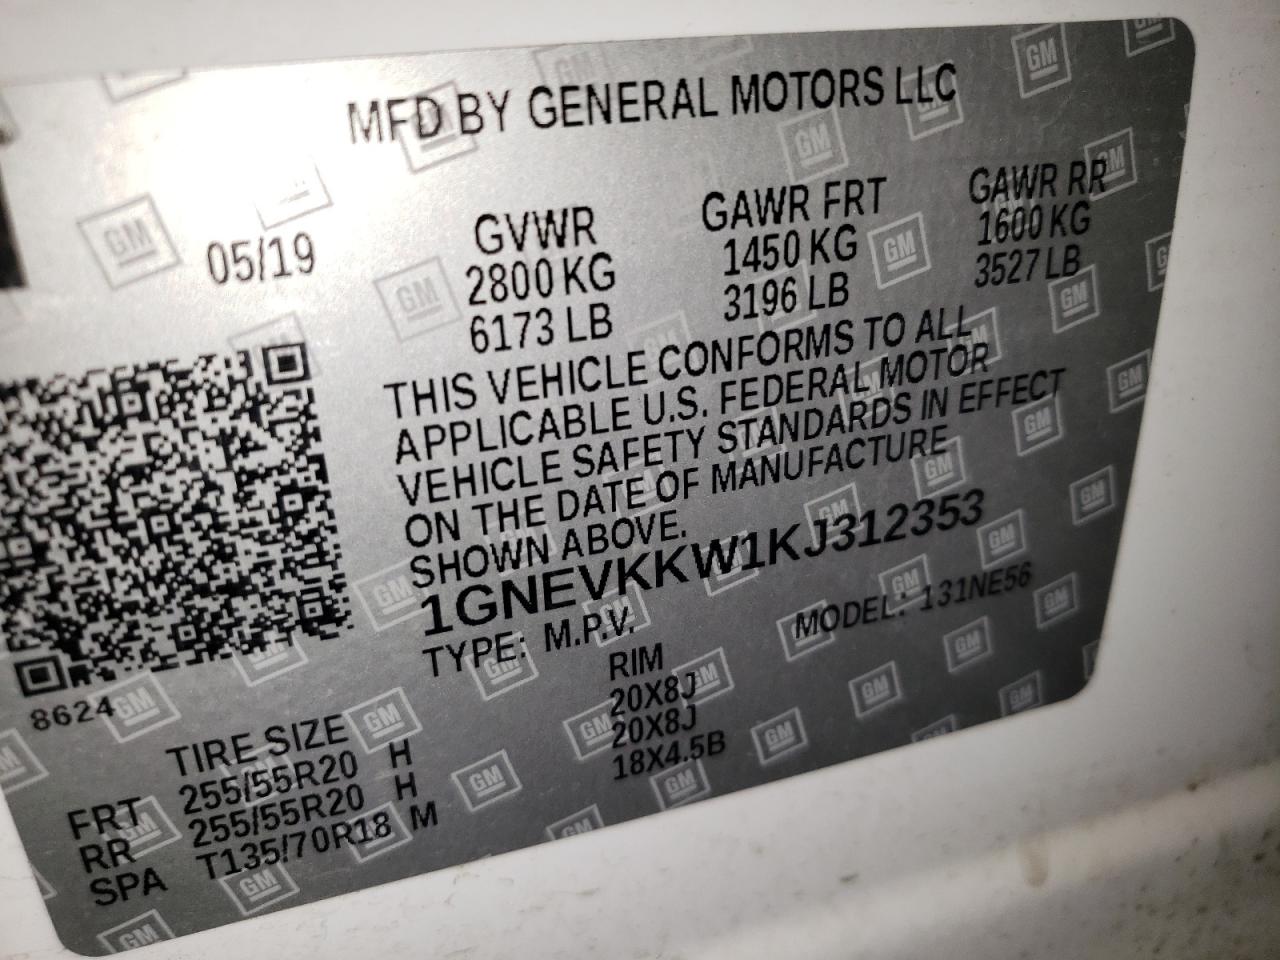 MFD BY GENERAL MOTORS LLC
05/19
GVWR
2800 KG
6173 LB
GAWR FRT
1450 KG
3196 LB
GAWR RR
1600 KG
3527 LB
THIS VEHICLE CONFORMS TO ALL
APPLICABLE U.S. FEDERAL MOTOR
VEHICLE SAFETY STANDARDS IN EFFECT
ON THE DATE OF MANUFACTURE
SHOWN ABOVE.
1GNEVKKW1KJ312353
TYPE: M.P.V. MODEL: 131NE56
8624
TIRE SIZE RIM
FRT 255/55R20 H 20X8J
RR 255/55R20 H 20X8J
SPA T135/70R18 M 18X4.5B
GM